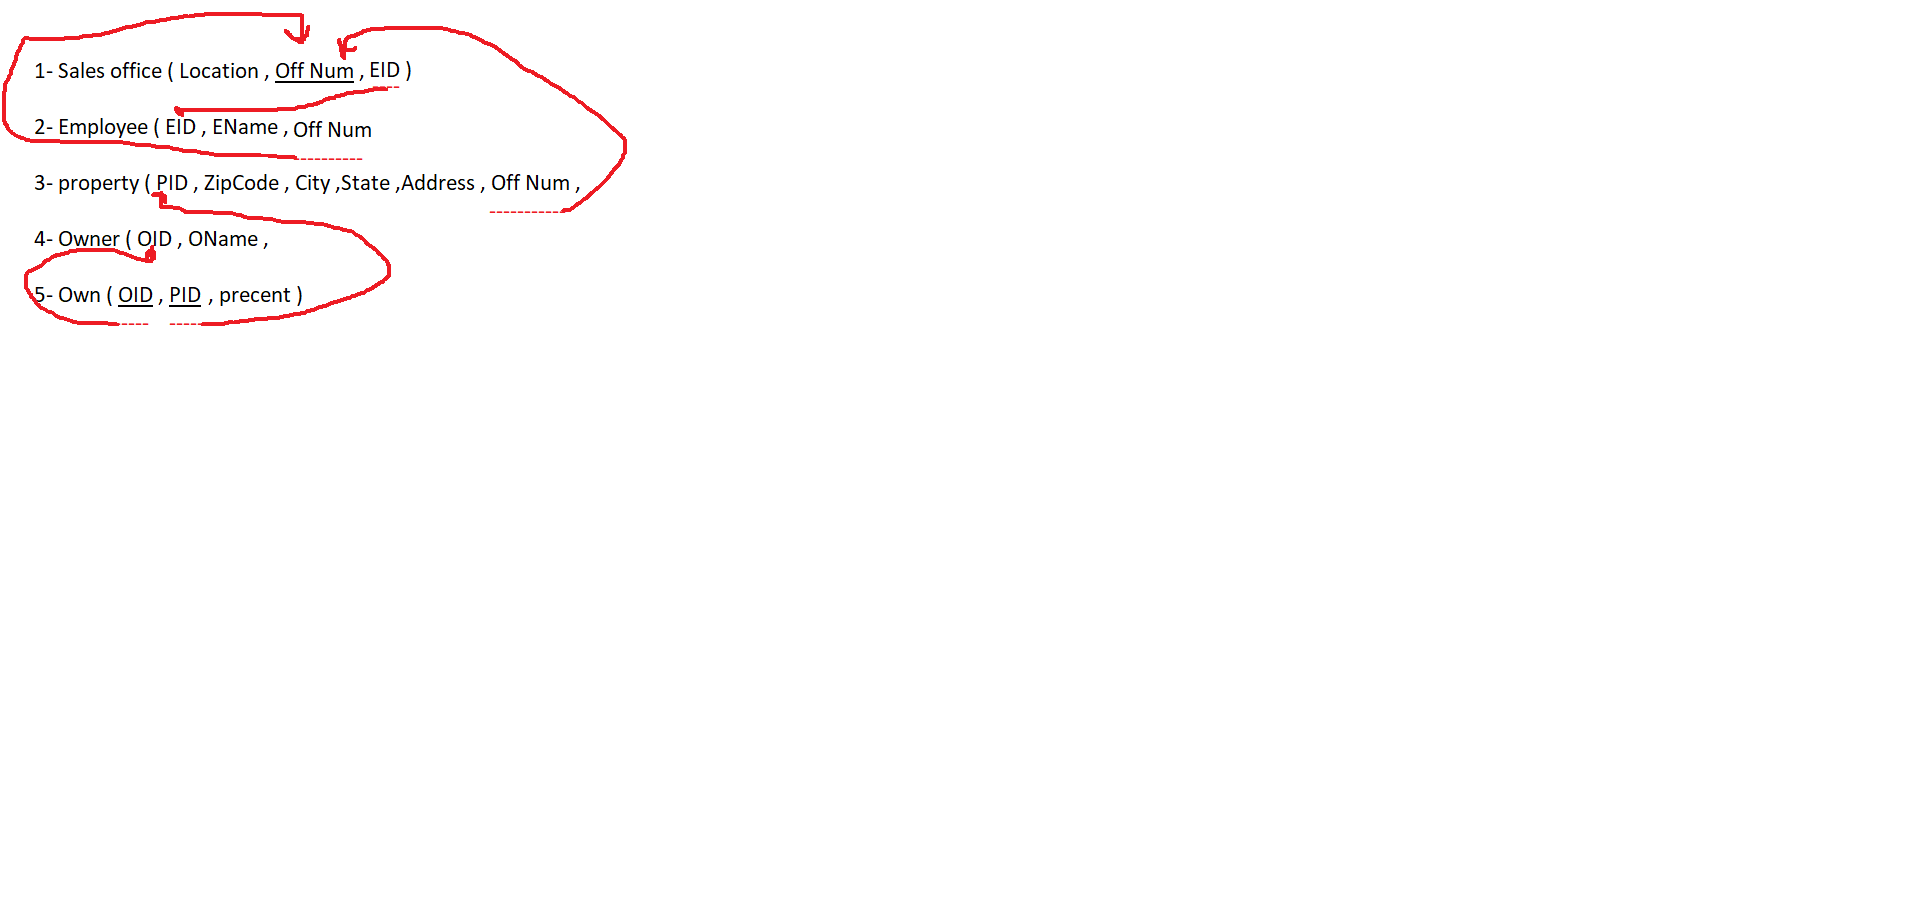 1- Sales office ( Location , Off Num , EID )
2- Employee ( EID , EName , Off Num
3- property ( PID , ZipCode , City ,State ,Address , Off Num ,
4- Owner ( OID , OName ,
5- Own ( OID , PID , precent )